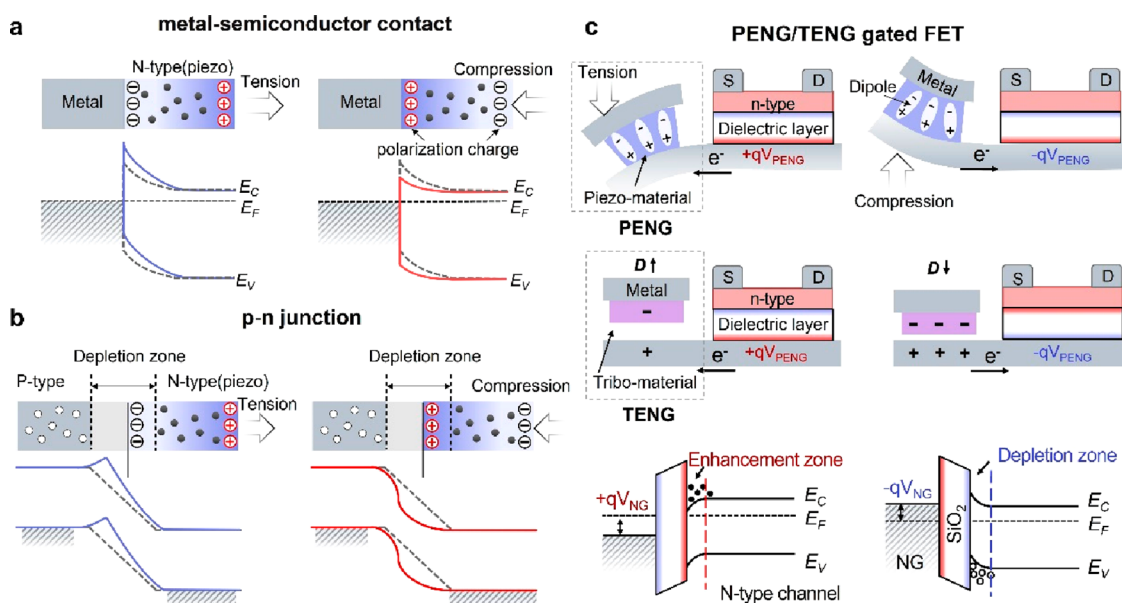 a
metal-semiconductor contact
N-type(piezo)
Tension
Metal
Compression
Metal
polarization charge
E_C
E_F
E_V
E_C
E_F
E_V
b
p-n junction
Depletion zone
P-type
N-type(piezo)
Tension
Depletion zone
Compression
c
PENG/TENG gated FET
Tension
S
D
n-type
Dielectric layer
e⁻
+qV_PENG
Piezo-material
PENG
Metal
Dipole
S
D
e⁻
-qV_PENG
Compression
D↑
Metal
S
D
n-type
Dielectric layer
e⁻
+qV_PENG
Tribo-material
TENG
D↓
S
D
e⁻
-qV_PENG
Enhancement zone
+qV_NG
E_C
E_F
E_V
N-type channel
Depletion zone
-qV_NG
SiO₂
NG
E_C
E_F
E_V